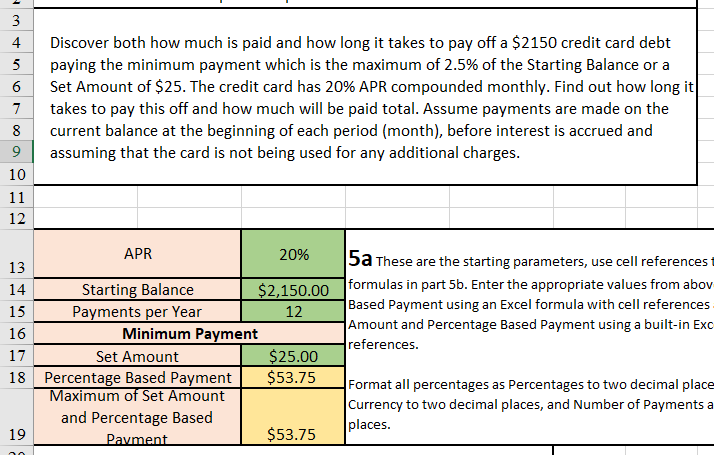 3
4 Discover both how much is paid and how long it takes to pay off a $2150 credit card debt
5 paying the minimum payment which is the maximum of 2.5% of the Starting Balance or a
6 Set Amount of $25. The credit card has 20% APR compounded monthly. Find out how long it
7 takes to pay this off and how much will be paid total. Assume payments are made on the
8 current balance at the beginning of each period (month), before interest is accrued and
9 assuming that the card is not being used for any additional charges.
10
11
12
13 APR 20%
14 Starting Balance $2,150.00
15 Payments per Year 12
16 Minimum Payment
17 Set Amount $25.00
18 Percentage Based Payment $53.75
Maximum of Set Amount
and Percentage Based
19 Payment $53.75
5a These are the starting parameters, use cell references
formulas in part 5b. Enter the appropriate values from
Based Payment using an Excel formula with cell references
Amount and Percentage Based Payment using a built-in
references.
Format all percentages as Percentages to two decimal
Currency to two decimal places, and Number of Payments
places.